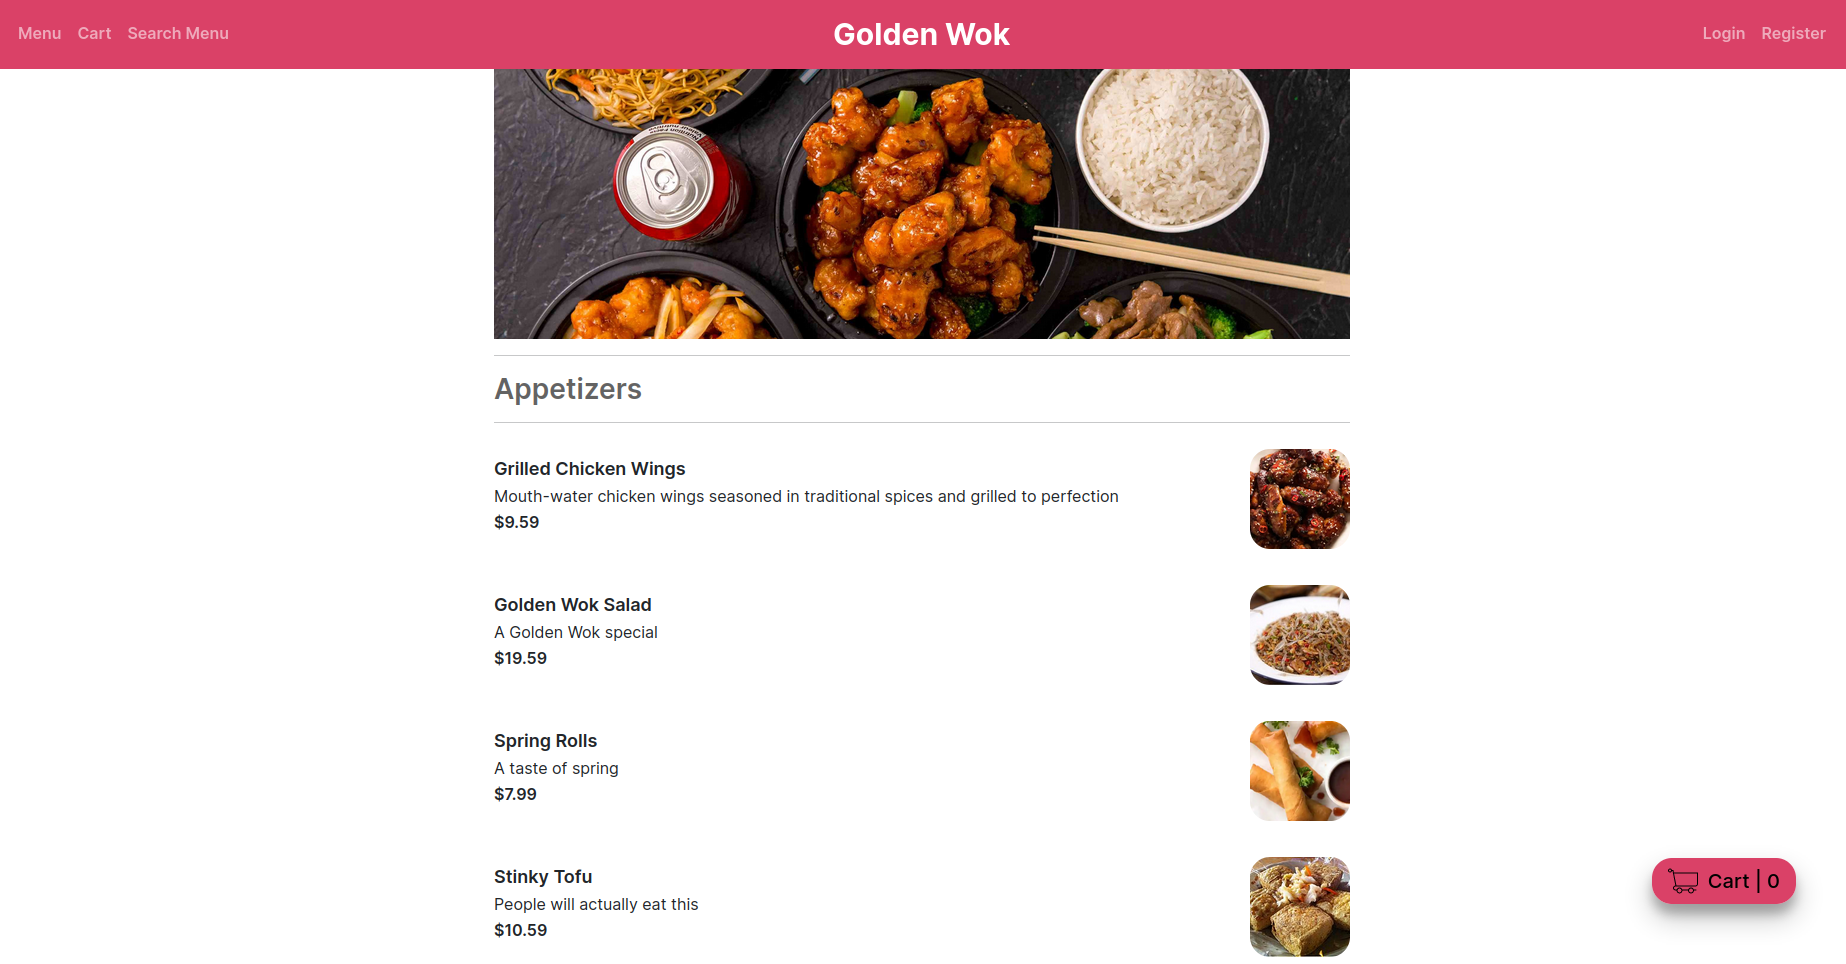 Menu Cart Search Menu
Golden Wok
Login Register
Appetizers
Grilled Chicken Wings
Mouth-water chicken wings seasoned in traditional spices and grilled to perfection
$9.59
Golden Wok Salad
A Golden Wok special
$19.59
Spring Rolls
A taste of spring
$7.99
Stinky Tofu
People will actually eat this
$10.59
Cart | 0